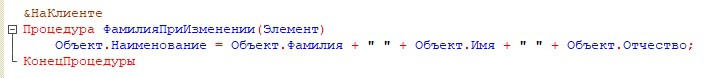 &НаКлиенте
Процедура ФамилияПриИзменении(Элемент)
Объект.Наименование = Объект.Фамилия + " " + Объект.Имя + " " + Объект.Отчество;
КонецПроцедуры